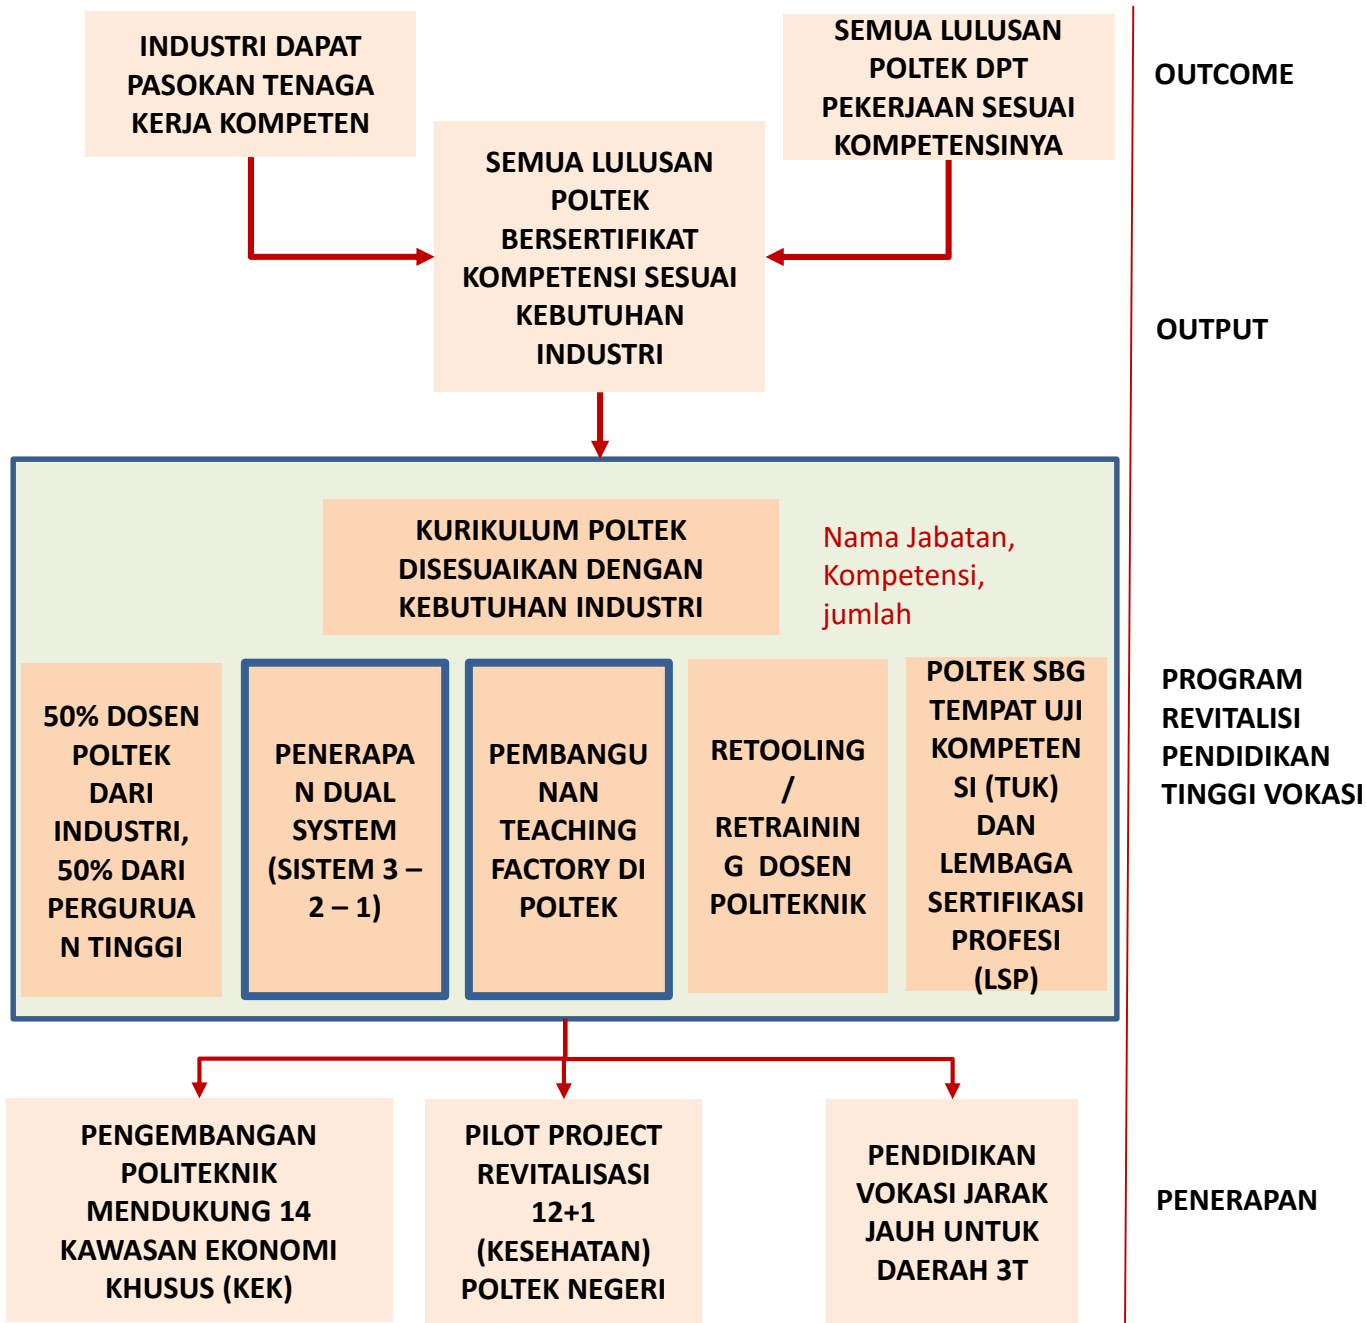 INDUSTRI DAPAT
PASOKAN TENAGA
KERJA KOMPETEN
SEMUA LULUSAN
POLTEK DPT
PEKERJAAN SESUAI
KOMPETENSINYA
OUTCOME
SEMUA LULUSAN
POLTEK
BERSERTIFIKAT
KOMPETENSI SESUAI
KEBUTUHAN
INDUSTRI
OUTPUT
KURIKULUM POLTEK
DISESUAIKAN DENGAN
KEBUTUHAN INDUSTRI
Nama Jabatan,
Kompetensi,
jumlah
50% DOSEN
POLTEK
DARI
INDUSTRI,
50% DARI
PERGURUA
N TINGGI
PENERAPA
N DUAL
SYSTEM
(SISTEM 3 –
2 – 1)
PEMBANGU
NAN
TEACHING
FACTORY DI
POLTEK
RETOOLING
/
RETRAININ
G DOSEN
POLITEKNIK
POLTEK SBG
TEMPAT UJI
KOMPETEN
SI (TUK)
DAN
LEMBAGA
SERTIFIKASI
PROFESI
(LSP)
PROGRAM
REVITALISI
PENDIDIKAN
TINGGI VOKASI
PENGEMBANGAN
POLITEKNIK
MENDUKUNG 14
KAWASAN EKONOMI
KHUSUS (KEK)
PILOT PROJECT
REVITALISASI
12+1
(KESEHATAN)
POLTEK NEGERI
PENDIDIKAN
VOKASI JARAK
JAUH UNTUK
DAERAH 3T
PENERAPAN